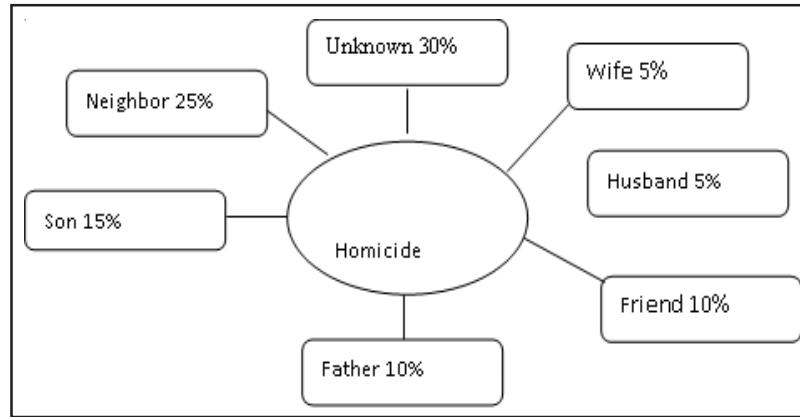 Unknown 30%
Wife 5%
Neighbor 25%
Husband 5%
Son 15%
Homicide
Friend 10%
Father 10%